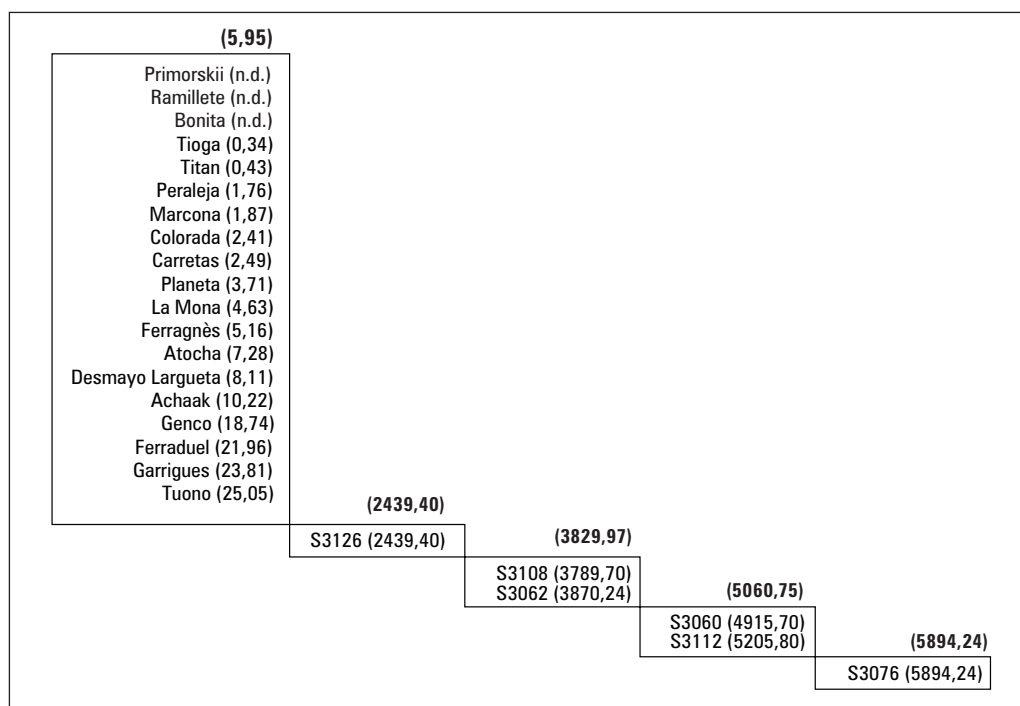 (5,95)
Primorskii (n.d.)
Ramillete (n.d.)
Bonita (n.d.)
Tioga (0,34)
Titan (0,43)
Peraleja (1,76)
Marcona (1,87)
Colorada (2,41)
Carretas (2,49)
Planeta (3,71)
La Mona (4,63)
Ferragnès (5,16)
Atocha (7,28)
Desmayo Largueta (8,11)
Achaak (10,22)
Genco (18,74)
Ferraduel (21,96)
Garrigues (23,81)
Tuono (25,05)
(2439,40)
S3126 (2439,40)
(3829,97)
S3108 (3789,70)
S3062 (3870,24)
(5060,75)
S3060 (4915,70)
S3112 (5205,80)
(5894,24)
S3076 (5894,24)